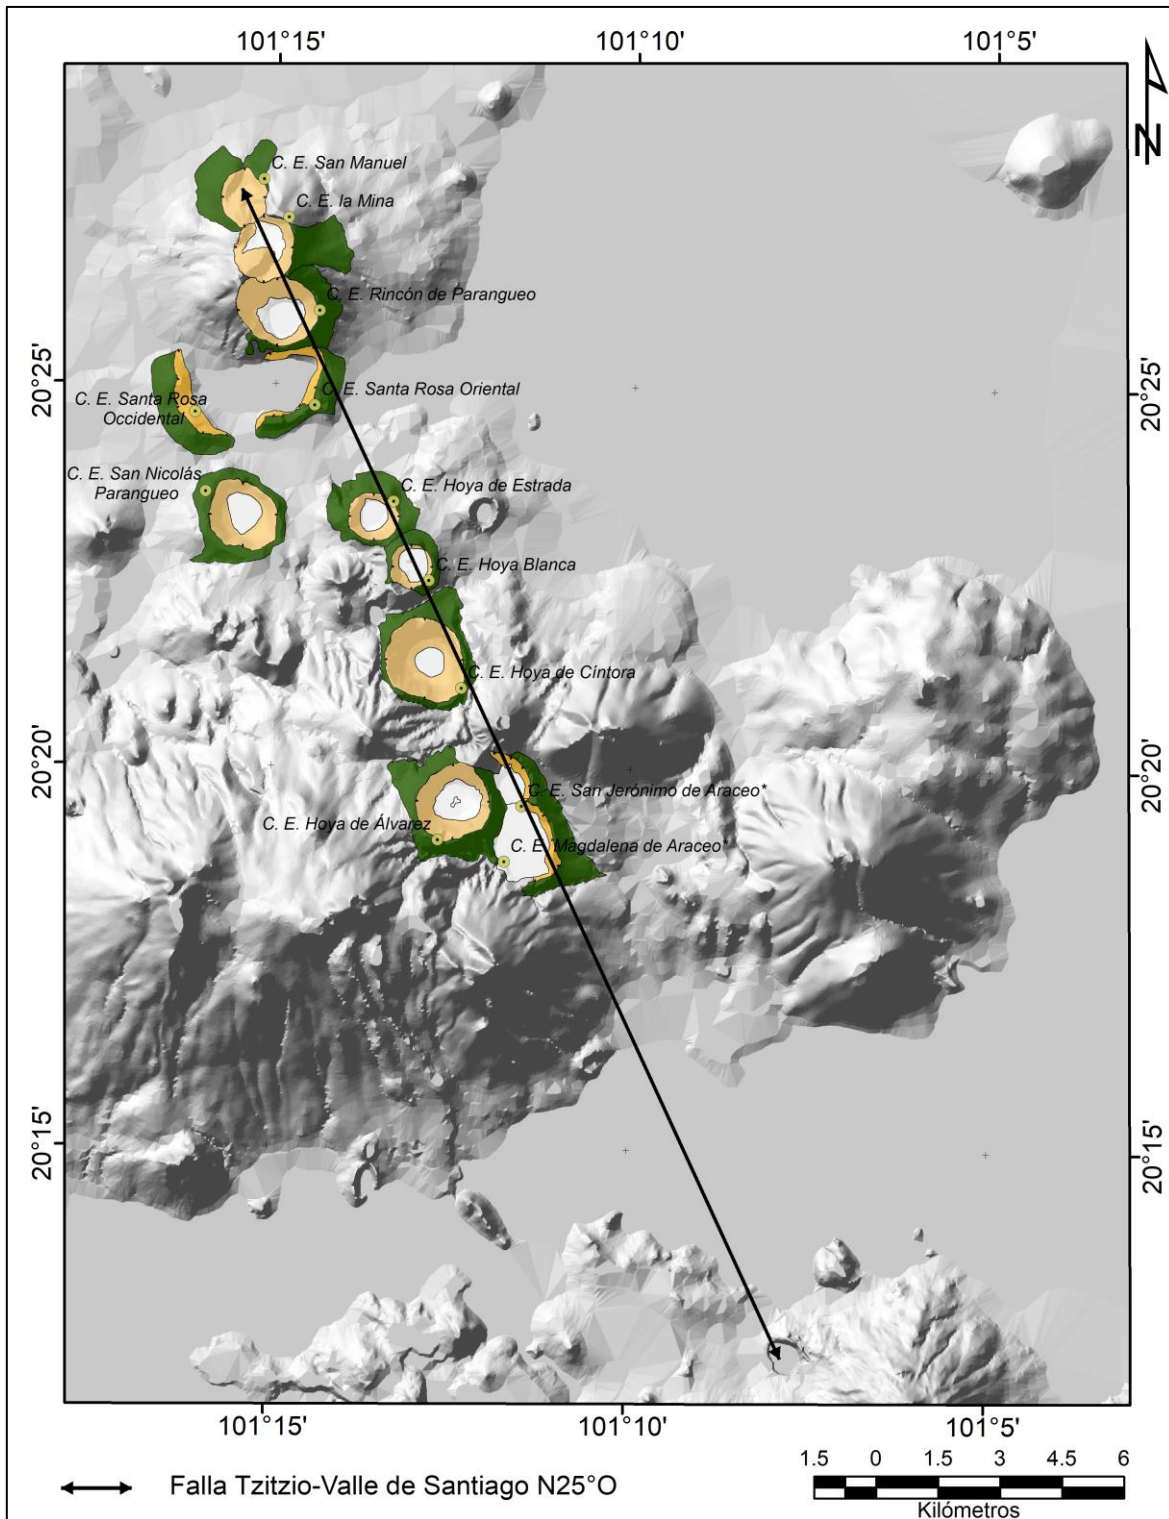 101°15' 101°10' 101°5'
N
C. E. San Manuel
C. E. la Mina
C. E. Rincón de Parangueo
20°25'
20°25'
C. E. Santa Rosa Oriental
C. E. Santa Rosa
Occidental
C. E. San Nicolás
Parangueo
C. E. Hoya de Estrada
C. E. Hoya Blanca
C. E. Hoya de Cíntora
20°20'
20°20'
C. E. San Jerónimo de Araceo*
C. E. Hoya de Álvarez
C. E. Magdalena de Araceo*
20°15'
20°15'
101°15' 101°10' 101°5'
Falla Tzitzio-Valle de Santiago N25°O
1.5 0 1.5 3 4.5 6
Kilómetros